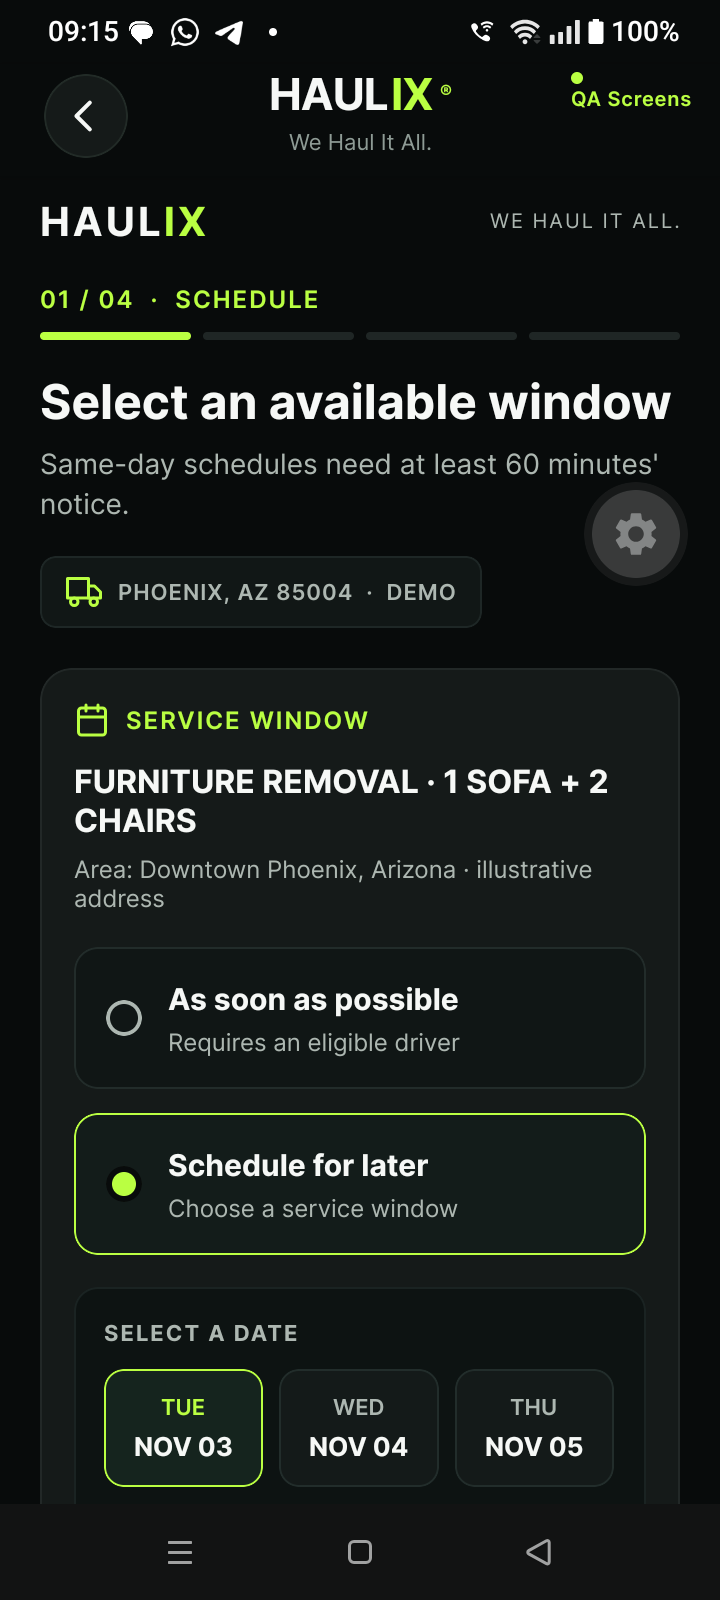 09:15
100%
HAULIX ®
We Haul It All.
QA Screens
HAULIX
WE HAUL IT ALL.
01 / 04 · SCHEDULE
Select an available window
Same-day schedules need at least 60 minutes'
notice.
PHOENIX, AZ 85004 · DEMO
SERVICE WINDOW
FURNITURE REMOVAL · 1 SOFA + 2
CHAIRS
Area: Downtown Phoenix, Arizona · illustrative
address
As soon as possible
Requires an eligible driver
Schedule for later
Choose a service window
SELECT A DATE
TUE
NOV 03
WED
NOV 04
THU
NOV 05